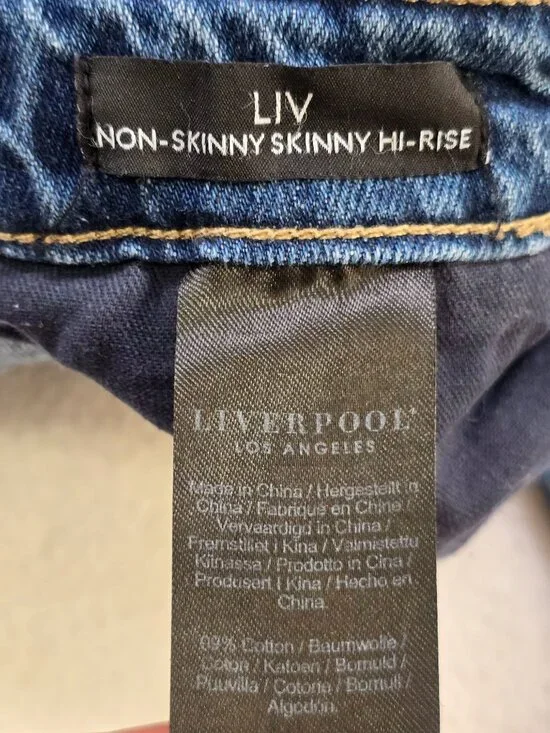 LIV
NON-SKINNY SKINNY HI-RISE
LIVERPOOL®
LOS ANGELES
Made in China / Hergestellt in
China / Fabriqué en Chine /
Vervaardigd in China /
Fremstillet i Kina / Valmistettu
Kiinassa / Prodotto in Cina /
Produsert i Kina / Hecho en
China.
Cotton / Baumwolle /
Coton / Katoen / Bomuld /
Puuvilla / Cotone / Bomull /
Algodón.